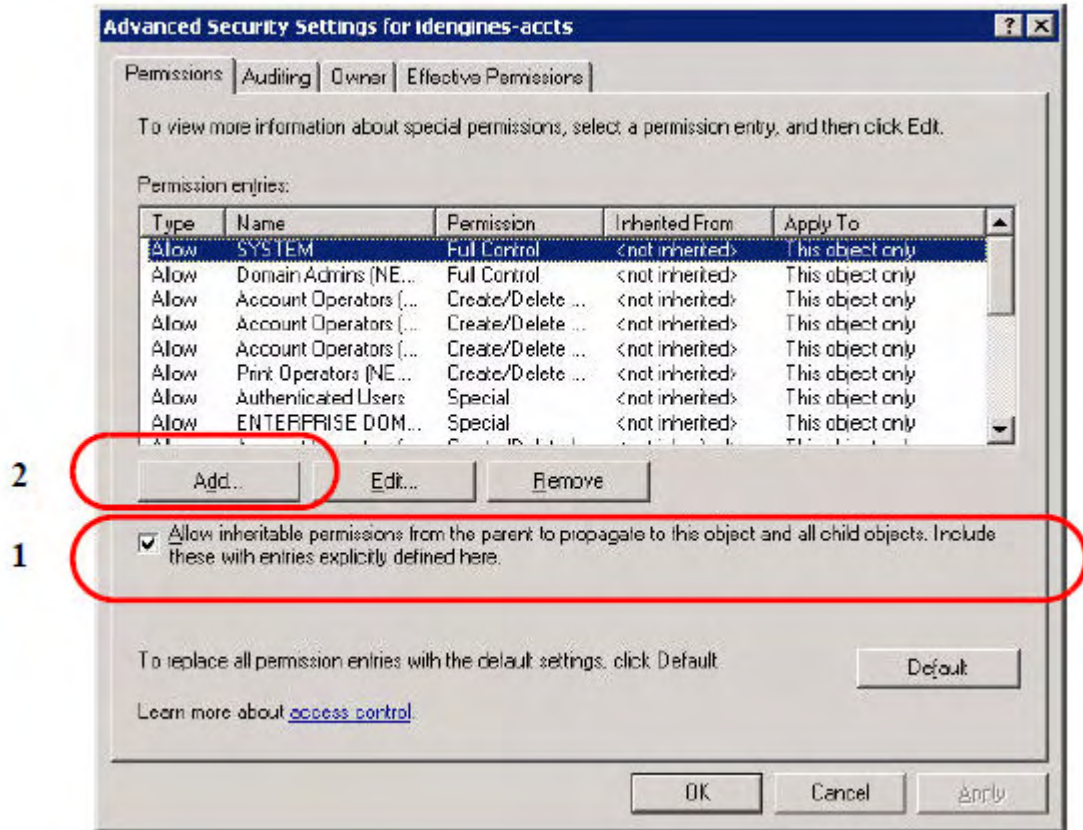 Advanced Security Settings for idengines-accts
Permissions Auditing Owner Effective Permissions
To view more information about special permissions, select a permission entry, and then click Edit.
Permission entries:
Type Name Permission Inherited From Apply To
Allow SYSTEM Full Control <not inherited> This object only
Allow Domain Admins (NE... Full Control <not inherited> This object only
Allow Account Operators (... Create/Delete ... <not inherited> This object only
Allow Account Operators (... Create/Delete ... <not inherited> This object only
Allow Account Operators (... Create/Delete ... <not inherited> This object only
Allow Print Operators (NE... Create/Delete ... <not inherited> This object only
Allow Authenticated Users Special <not inherited> This object only
Allow ENTERPRISE DOM... Special <not inherited> This object only
2
Add... Edit... Remove
1
Allow inheritable permissions from the parent to propagate to this object and all child objects. Include
these with entries explicitly defined here.
To replace all permission entries with the default settings, click Default.
Default
Learn more about access control.
OK Cancel Apply